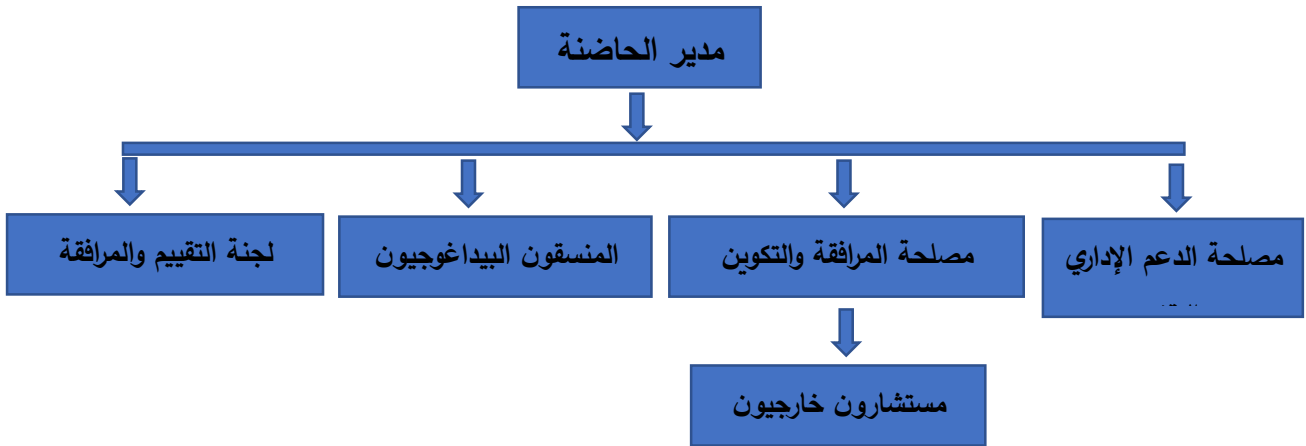 مدير الحاضنة
مصلحة الدعم الإداري
مصلحة المرافقة والتكوين
المنسقون البيداغوجيون
لجنة التقييم والمرافقة
مستشارون خارجيون